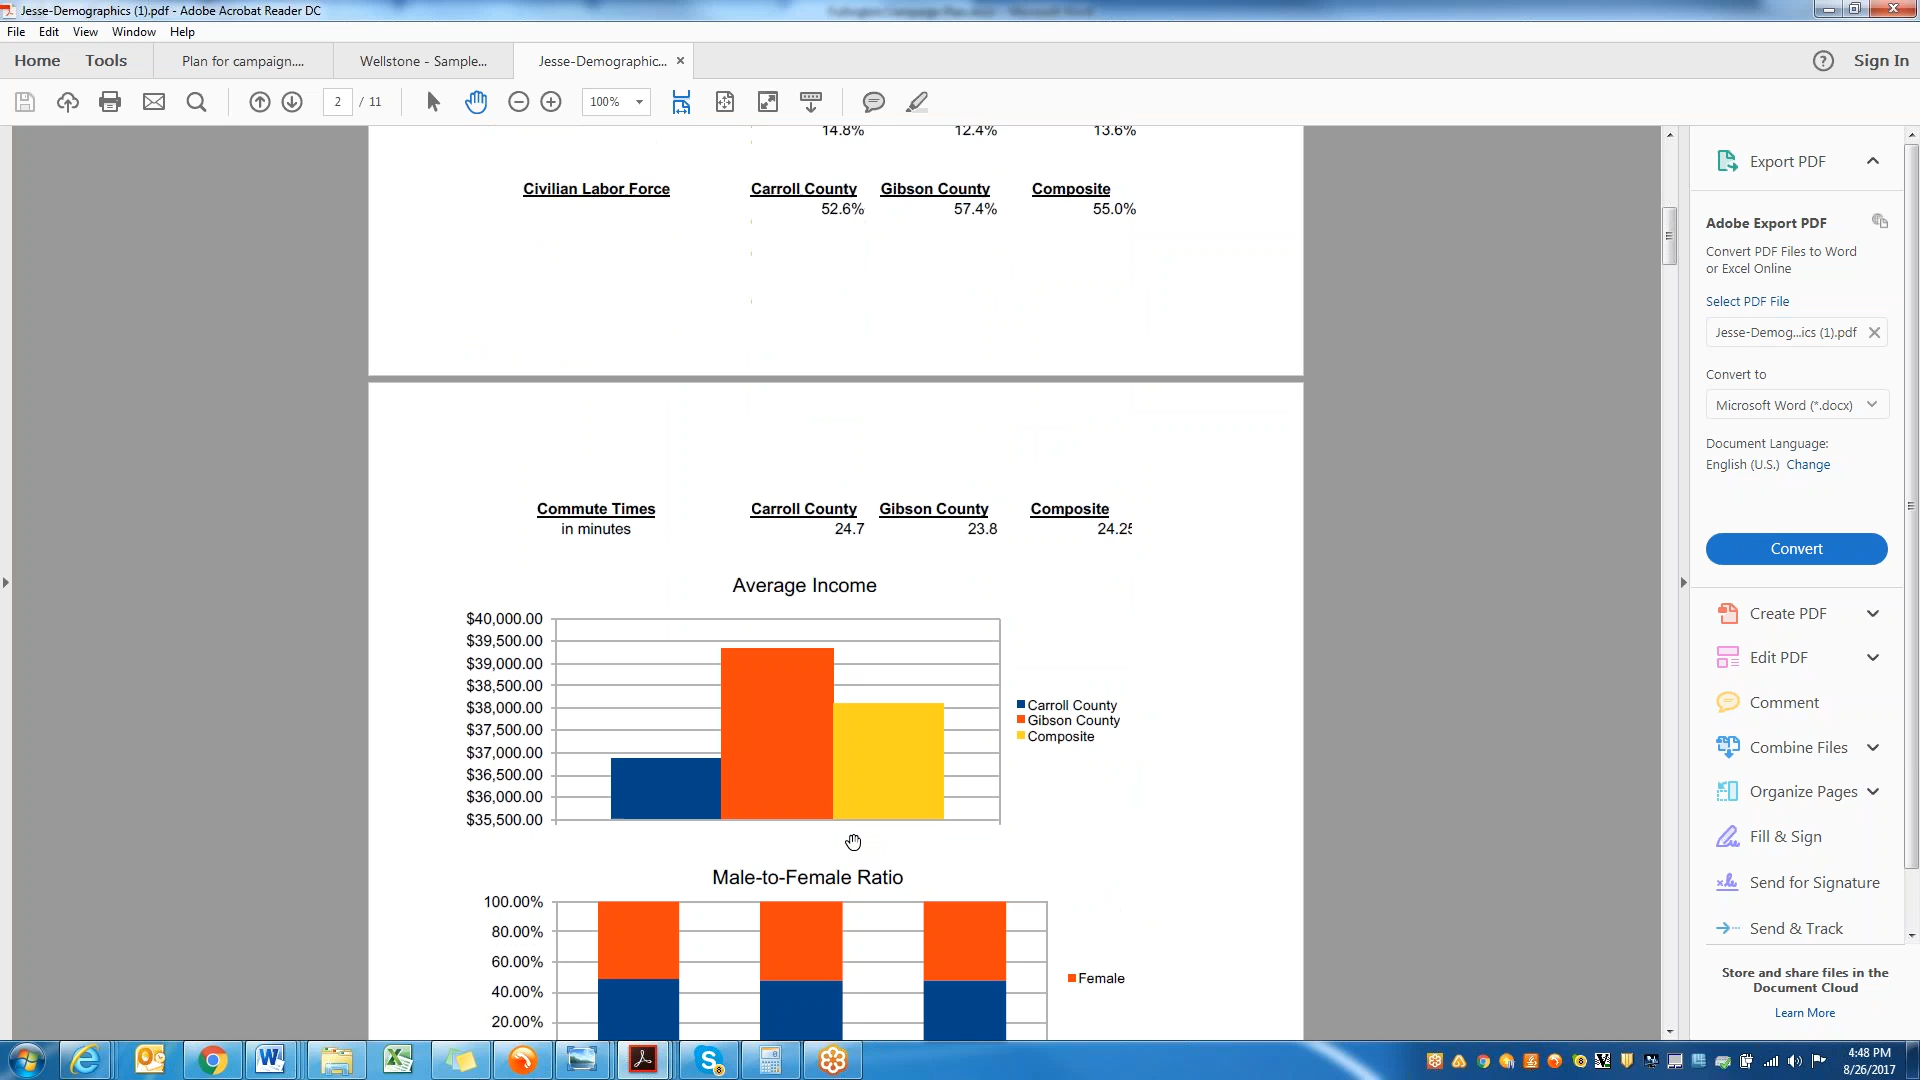 Jesse-Demographics (1).pdf - Adobe Acrobat Reader DC
File Edit View Window Help
Home Tools Plan for campaign.... Wellstone - Sample... Jesse-Demographic... Sign In
2 / 11 100%
14.8% 12.4% 13.6%
Civilian Labor Force Carroll County Gibson County Composite
52.6% 57.4% 55.0%
Commute Times Carroll County Gibson County Composite
in minutes 24.7 23.8 24.25
Average Income
$40,000.00
$39,500.00
$39,000.00
$38,500.00
$38,000.00
$37,500.00
$37,000.00
$36,500.00
$36,000.00
$35,500.00
Carroll County
Gibson County
Composite
Male-to-Female Ratio
100.00%
80.00%
60.00%
40.00%
20.00%
Female
Export PDF
Adobe Export PDF
Convert PDF Files to Word
or Excel Online
Select PDF File
Jesse-Demog...ics (1).pdf
Convert to
Microsoft Word (*.docx)
Document Language:
English (U.S.) Change
Convert
Create PDF
Edit PDF
Comment
Combine Files
Organize Pages
Fill & Sign
Send for Signature
Send & Track
Store and share files in the
Document Cloud
Learn More
4:48 PM
8/26/2017